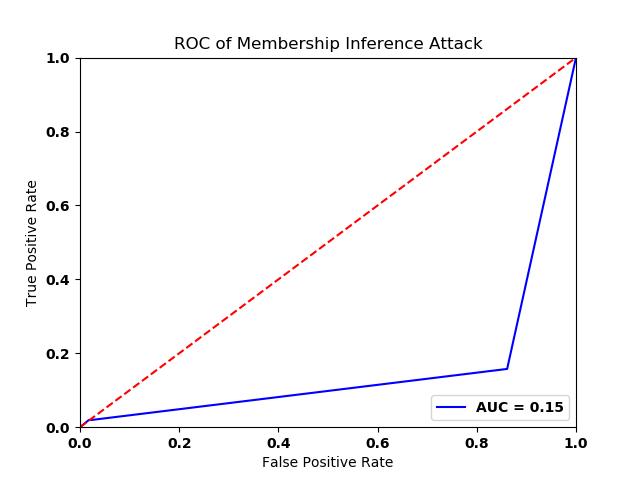 ROC of Membership Inference Attack
1.0
0.8
0.6
0.4
0.2
0.0
True Positive Rate
AUC = 0.15
0.0 0.2 0.4 0.6 0.8 1.0
False Positive Rate